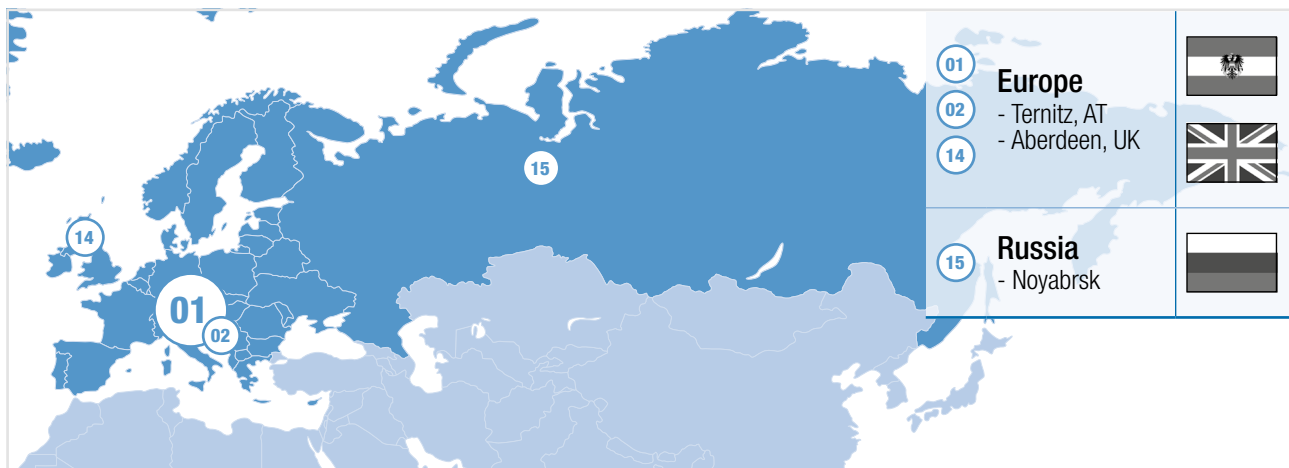 01
02
14
Europe
- Ternitz, AT
- Aberdeen, UK
15
Russia
- Noyabrsk
15
14
01
02